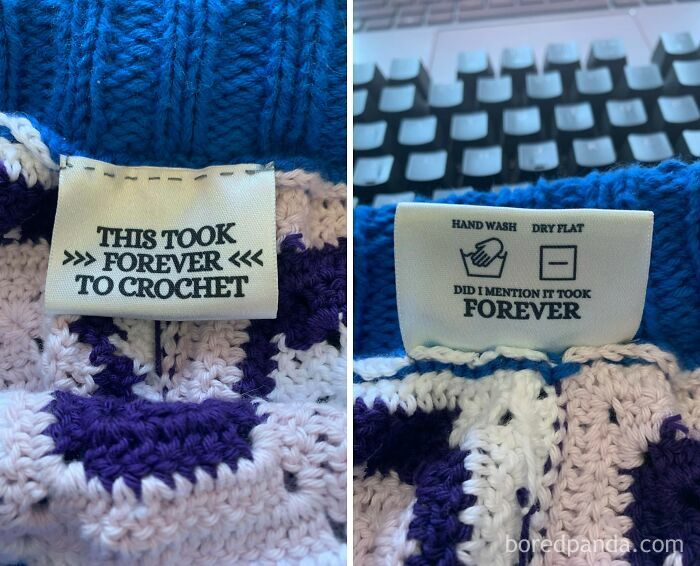 THIS TOOK
>>> FOREVER <<<
TO CROCHET
HAND WASH DRY FLAT
DID I MENTION IT TOOK
FOREVER
boredpanda.com